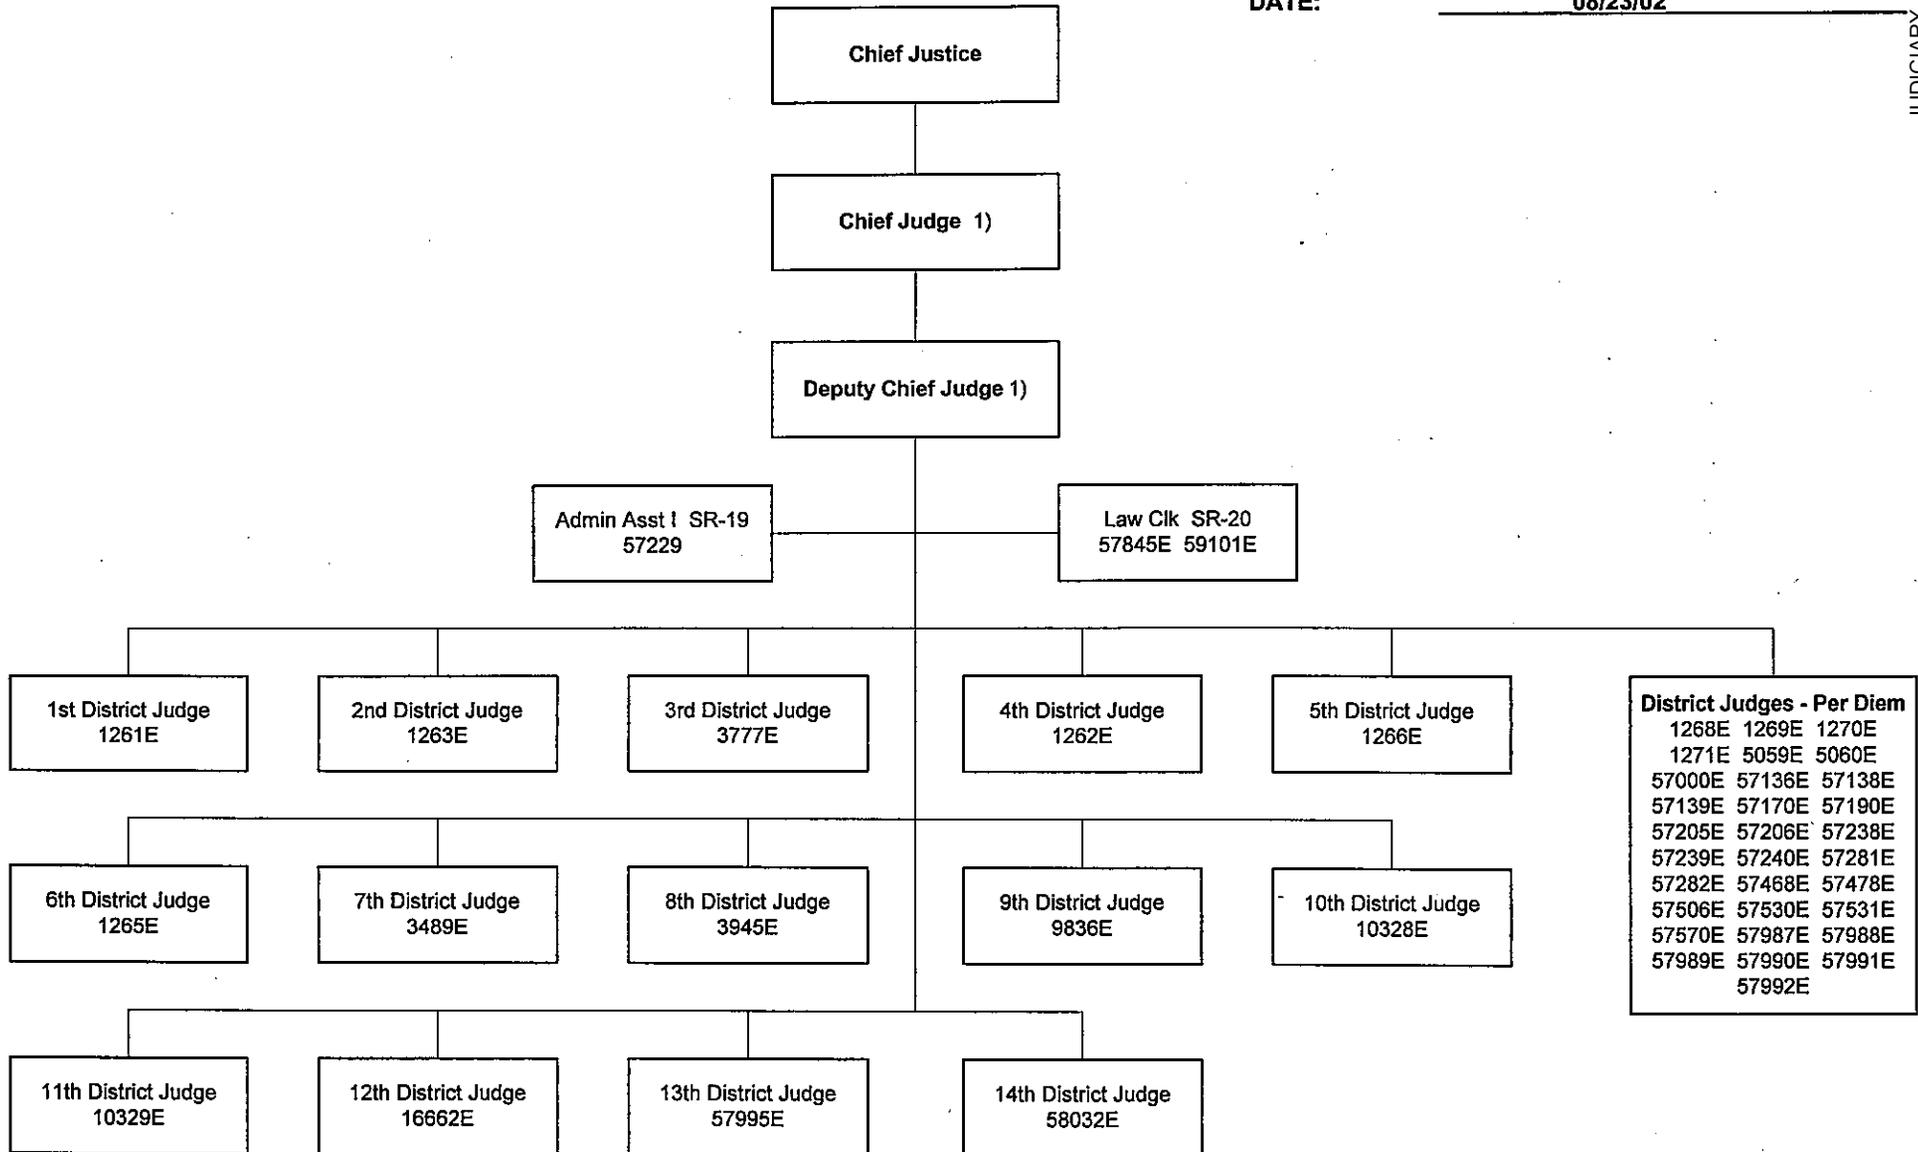 DATE: 08/23/02
JUDICIARY
Chief Justice
Chief Judge 1)
Deputy Chief Judge 1)
Admin Asst I SR-19
57229
Law Clk SR-20
57845E 59101E
1st District Judge
1261E
2nd District Judge
1263E
3rd District Judge
3777E
4th District Judge
1262E
5th District Judge
1266E
District Judges - Per Diem
1268E 1269E 1270E
1271E 5059E 5060E
57000E 57136E 57138E
57139E 57170E 57190E
57205E 57206E 57238E
57239E 57240E 57281E
57282E 57468E 57478E
57506E 57530E 57531E
57570E 57987E 57988E
57989E 57990E 57991E
57992E
6th District Judge
1265E
7th District Judge
3489E
8th District Judge
3945E
9th District Judge
9836E
10th District Judge
10328E
11th District Judge
10329E
12th District Judge
16662E
13th District Judge
57995E
14th District Judge
58032E